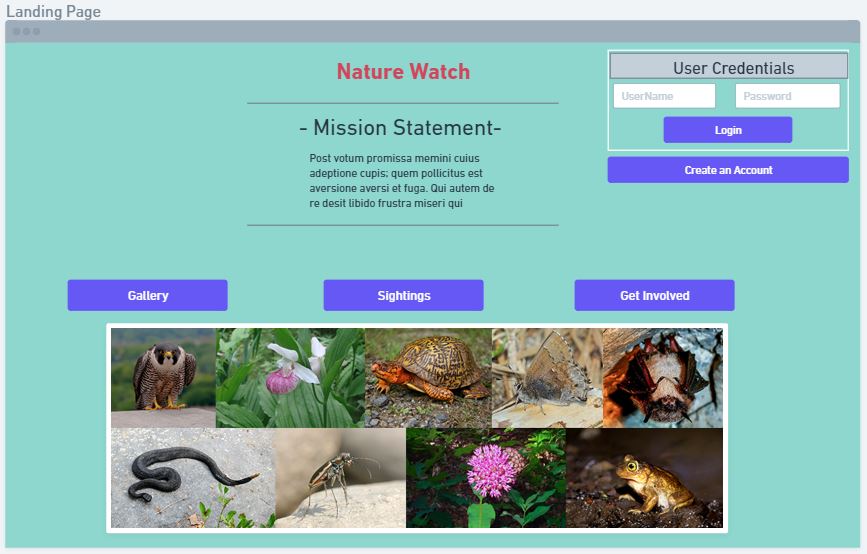 Landing Page
Nature Watch
User Credentials
UserName
Password
Login
Create an Account
- Mission Statement-
Post votum promissa memini cuius
adeptione cupis; quem pollicitus est
aversione aversi et fuga. Qui autem de
re desit libido frustra miseri qui
Gallery
Sightings
Get Involved